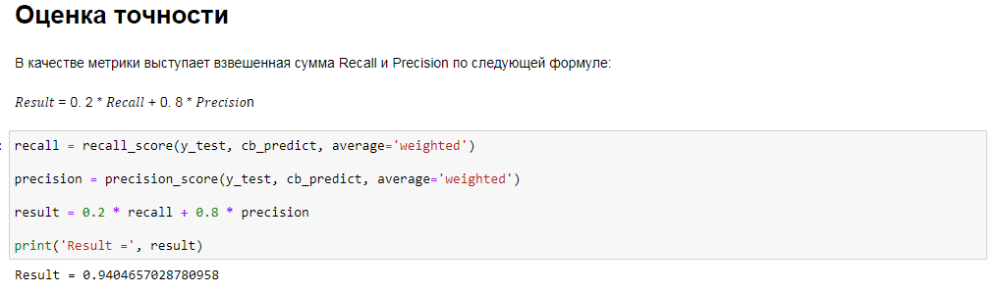 Оценка точности
В качестве метрики выступает взвешенная сумма Recall и Precision по следующей формуле:
Result = 0. 2 * Recall + 0. 8 * Precision
:
recall = recall_score(y_test, cb_predict, average='weighted')
precision = precision_score(y_test, cb_predict, average='weighted')
result = 0.2 * recall + 0.8 * precision
print('Result =', result)
Result = 0.9404657028780958